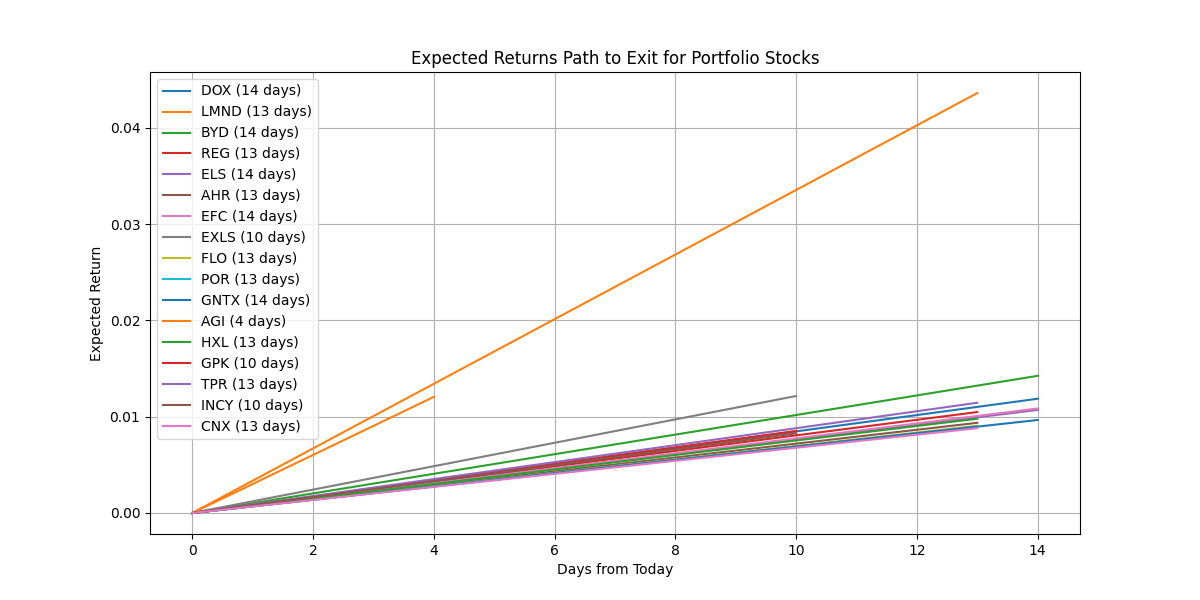 Expected Returns Path to Exit for Portfolio Stocks
DOX (14 days)
LMND (13 days)
BYD (14 days)
REG (13 days)
ELS (14 days)
AHR (13 days)
EFC (14 days)
EXLS (10 days)
FLO (13 days)
POR (13 days)
GNTX (14 days)
AGI (4 days)
HXL (13 days)
GPK (10 days)
TPR (13 days)
INCY (10 days)
CNX (13 days)
Expected Return
0.04
0.03
0.02
0.01
0.00
0 2 4 6 8 10 12 14
Days from Today